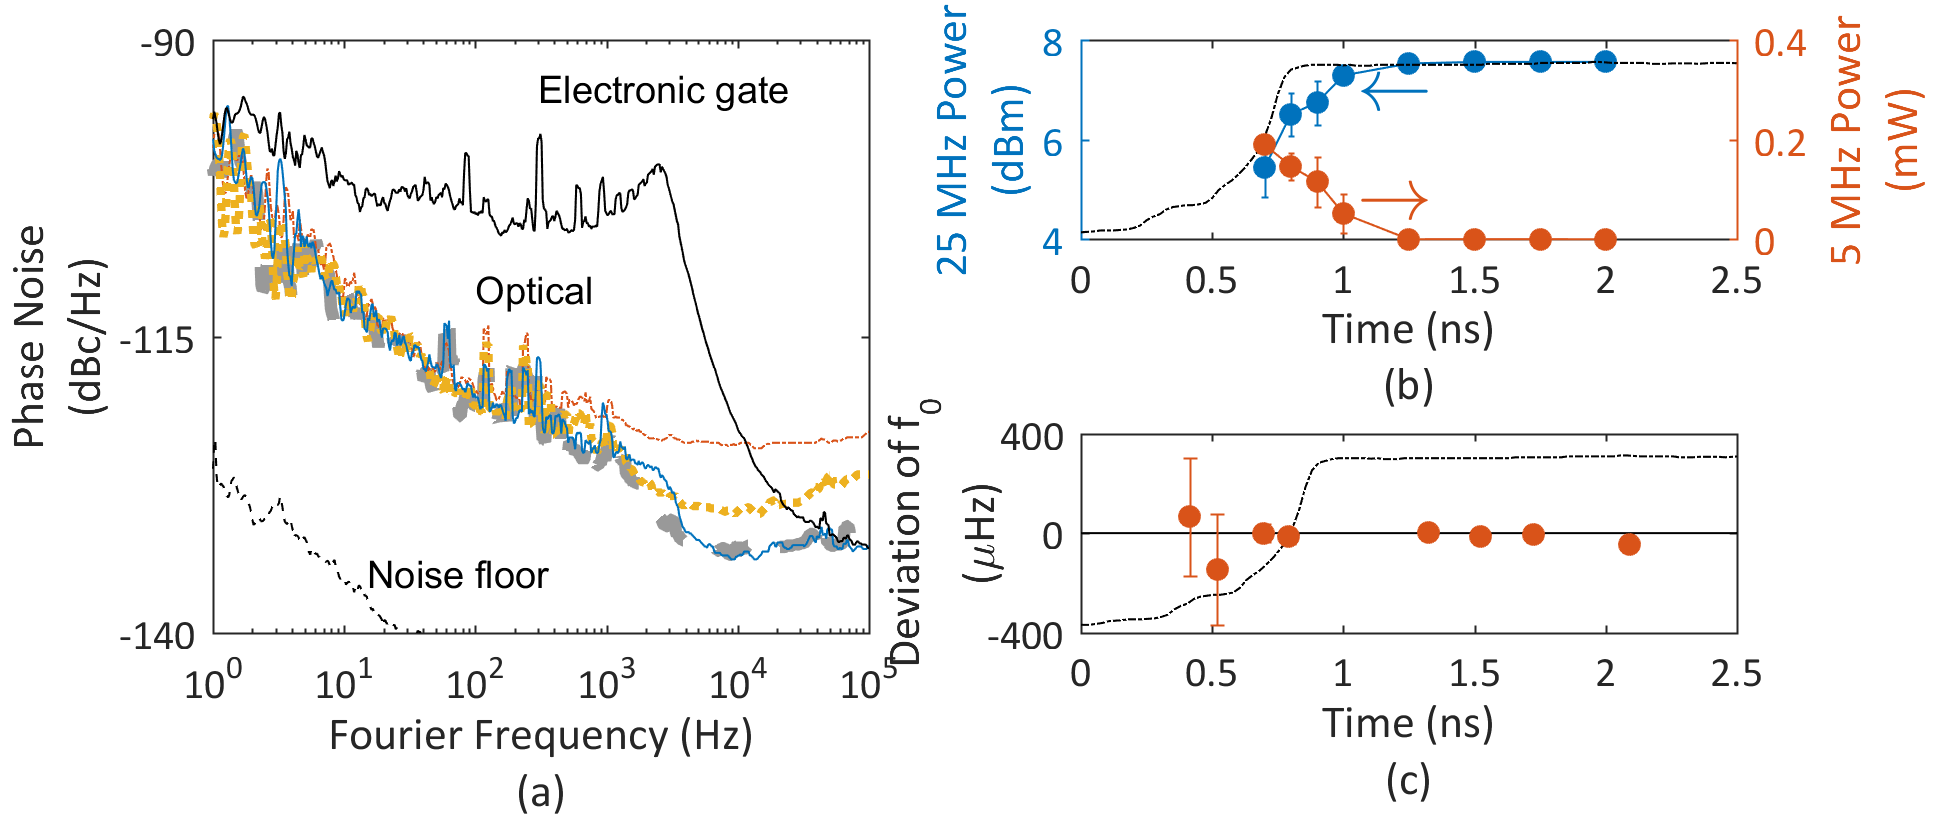 -90
-115
-140
Phase Noise
(dBc/Hz)
Electronic gate
Optical
Noise floor
10^0 10^1 10^2 10^3 10^4 10^5
Fourier Frequency (Hz)
(a)
25 MHz Power
(dBm)
8
6
4
0.4
0.2
0
5 MHz Power
(mW)
0 0.5 1 1.5 2 2.5
Time (ns)
(b)
Deviation of f_0
(μHz)
400
0
-400
0 0.5 1 1.5 2 2.5
Time (ns)
(c)